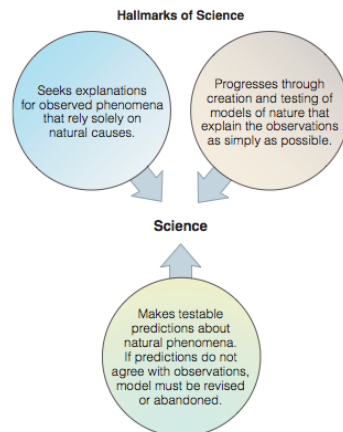 Hallmarks of Science
Seeks explanations
for observed phenomena
that rely solely on
natural causes.
Progresses through
creation and testing of
models of nature that
explain the observations
as simply as possible.
Science
Makes testable
predictions about
natural phenomena.
If predictions do not
agree with observations,
model must be revised
or abandoned.